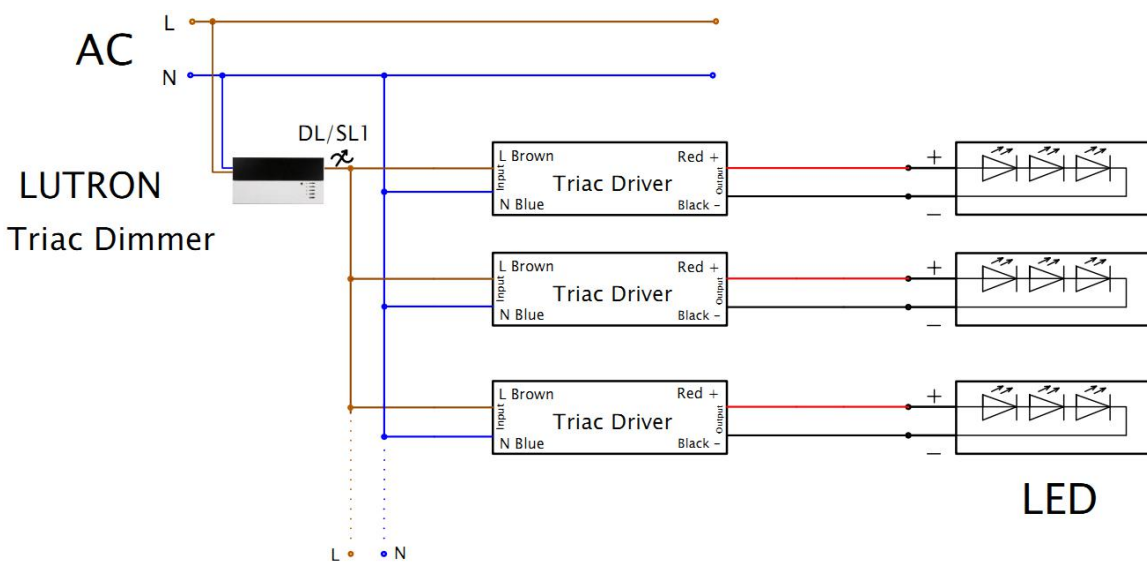 L
AC
N
DL/SL1
LUTRON
Triac Dimmer
L Brown
Red +
Input
Triac Driver
Output
N Blue
Black –
+
–
L Brown
Red +
Input
Triac Driver
Output
N Blue
Black –
+
–
L Brown
Red +
Input
Triac Driver
Output
N Blue
Black –
+
–
LED
L
N